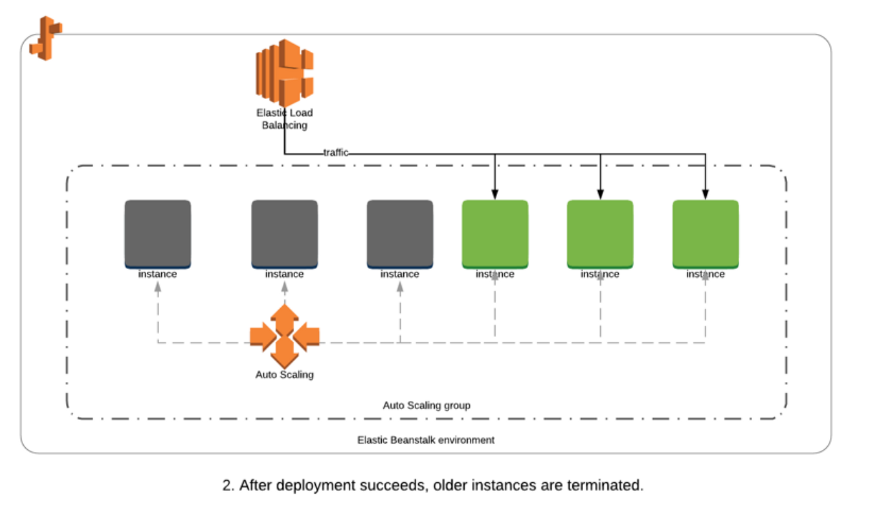 Elastic Load
Balancing
traffic
instance
instance
instance
instance
instance
instance
Auto Scaling
Auto Scaling group
Elastic Beanstalk environment
2. After deployment succeeds, older instances are terminated.